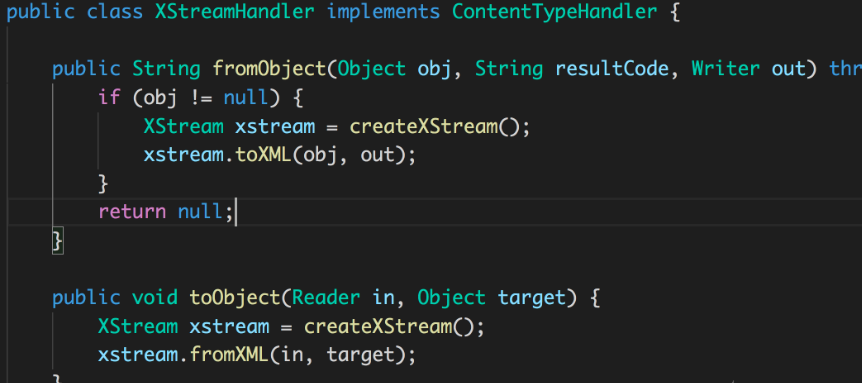 public class XStreamHandler implements ContentTypeHandler {
public String fromObject(Object obj, String resultCode, Writer out) thr
if (obj != null) {
XStream xstream = createXStream();
xstream.toXML(obj, out);
}
return null;
}
public void toObject(Reader in, Object target) {
XStream xstream = createXStream();
xstream.fromXML(in, target);
}